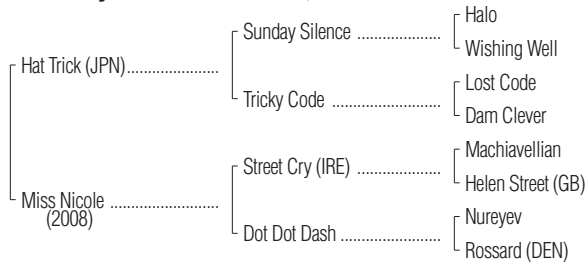 Halo
Sunday Silence ....................
Wishing Well
Hat Trick (JPN)......................
Lost Code
Tricky Code ..........................
Dam Clever
Machiavellian
Street Cry (IRE) ....................
Helen Street (GB)
Miss Nicole ..........................
(2008)
Nureyev
Dot Dot Dash ........................
Rossard (DEN)